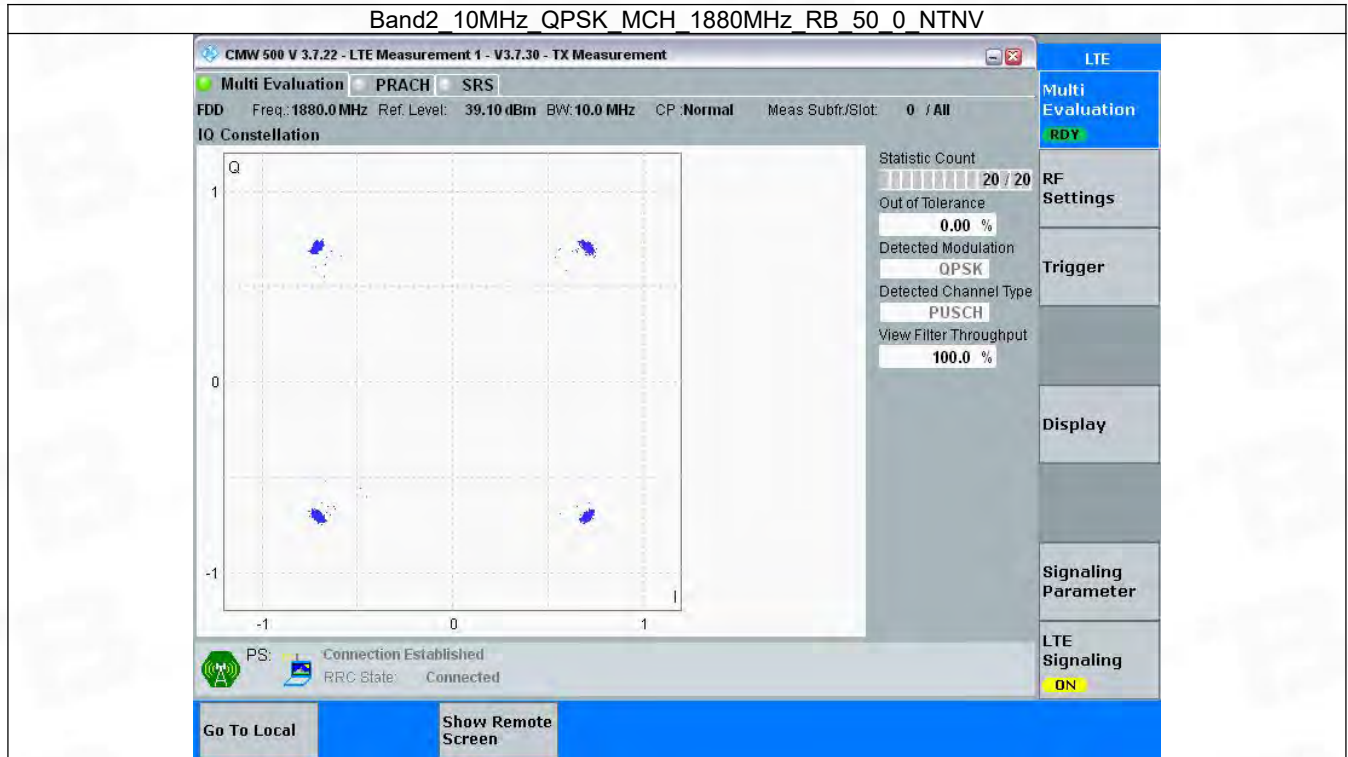 Band2_10MHz_QPSK_MCH_1880MHz_RB_50_0_NTNV
CMW 500 V 3.7.22 - LTE Measurement 1 - V3.7.30 - TX Measurement
LTE
Multi Evaluation PRACH SRS
FDD Freq.: 1880.0 MHz Ref. Level: 39.10 dBm BW: 10.0 MHz CP : Normal Meas Subfr./Slot: 0 / All
IQ Constellation
Multi
Evaluation
RDY
Q
1
0
-1
I
-1 0 1
Statistic Count
20 / 20
Out of Tolerance
0.00 %
Detected Modulation
QPSK
Detected Channel Type
PUSCH
View Filter Throughput
100.0 %
RF
Settings
Trigger
Display
Signaling
Parameter
LTE
Signaling
ON
PS: Connection Established
RRC State: Connected
Go To Local
Show Remote
Screen